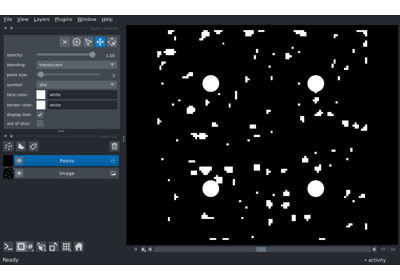 File View Layers Plugins Window Help
opacity: 1.00
blending: translucent
point size:
symbol: disc
face color: white
border color: white
display text: ✓
out of slice:
Points
Image
Ready activity